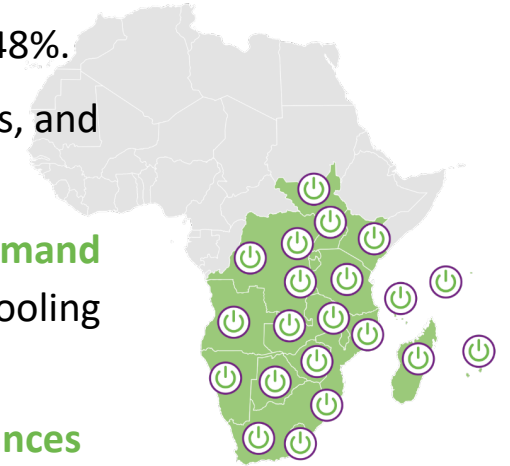 48%.
s, and
mand
ooling
nces